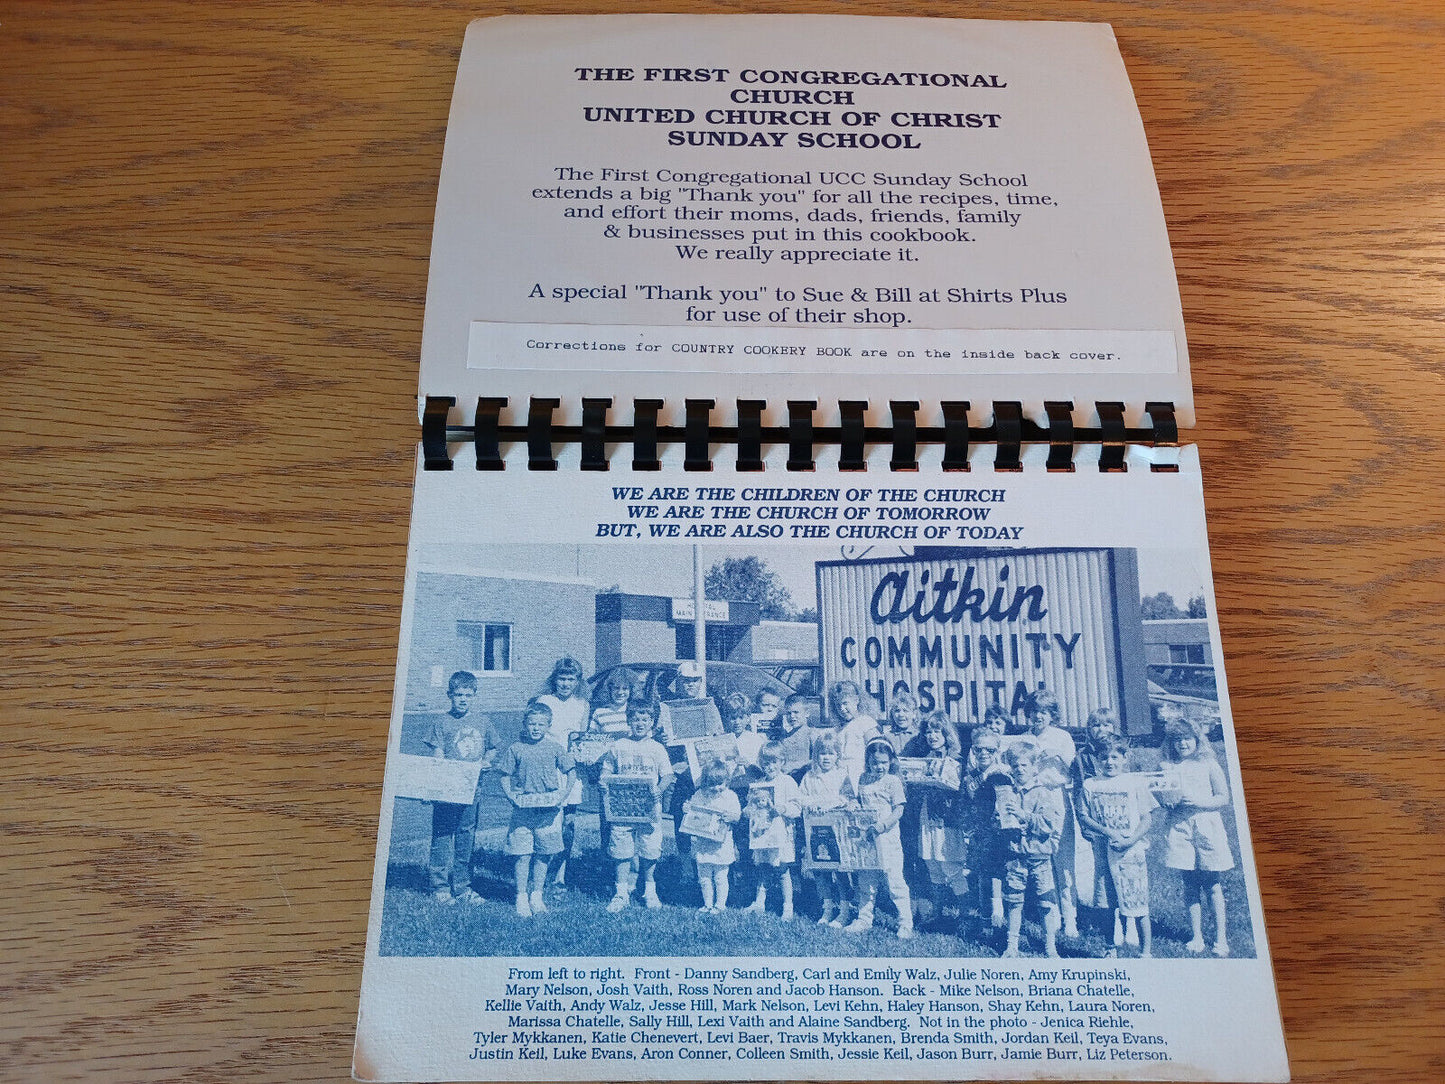 THE FIRST CONGREGATIONAL
CHURCH
UNITED CHURCH OF CHRIST
SUNDAY SCHOOL
The First Congregational UCC Sunday School
extends a big "Thank you" for all the recipes, time,
and effort their moms, dads, friends, family
& businesses put in this cookbook.
We really appreciate it.
A special "Thank you" to Sue & Bill at Shirts Plus
for use of their shop.
Corrections for COUNTRY COOKERY BOOK are on the inside back cover.
WE ARE THE CHILDREN OF THE CHURCH
WE ARE THE CHURCH OF TOMORROW
BUT, WE ARE ALSO THE CHURCH OF TODAY
HOSPITAL
MAIN ENTRANCE
Aitkin
COMMUNITY
HOSPITAL
From left to right. Front - Danny Sandberg, Carl and Emily Walz, Julie Noren, Amy Krupinski,
Mary Nelson, Josh Vaith, Ross Noren and Jacob Hanson. Back - Mike Nelson, Briana Chatelle,
Kellie Vaith, Andy Walz, Jesse Hill, Mark Nelson, Levi Kehn, Haley Hanson, Shay Kehn, Laura Noren,
Marissa Chatelle, Sally Hill, Lexi Vaith and Alaine Sandberg. Not in the photo - Jenica Riehle,
Tyler Mykkanen, Katie Chenevert, Levi Baer, Travis Mykkanen, Brenda Smith, Jordan Keil, Teya Evans,
Justin Keil, Luke Evans, Aron Conner, Colleen Smith, Jessie Keil, Jason Burr, Jamie Burr, Liz Peterson.